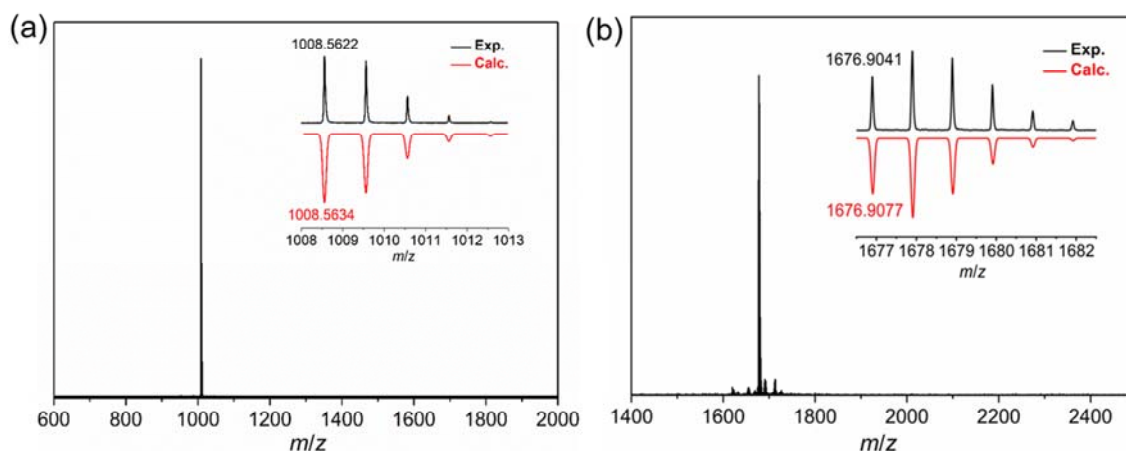 (a)
1008.5622
Exp.
Calc.
1008.5634
1008 1009 1010 1011 1012 1013
m/z
600 800 1000 1200 1400 1600 1800 2000
m/z
(b)
1676.9041
Exp.
Calc.
1676.9077
1677 1678 1679 1680 1681 1682
m/z
1400 1600 1800 2000 2200 2400
m/z